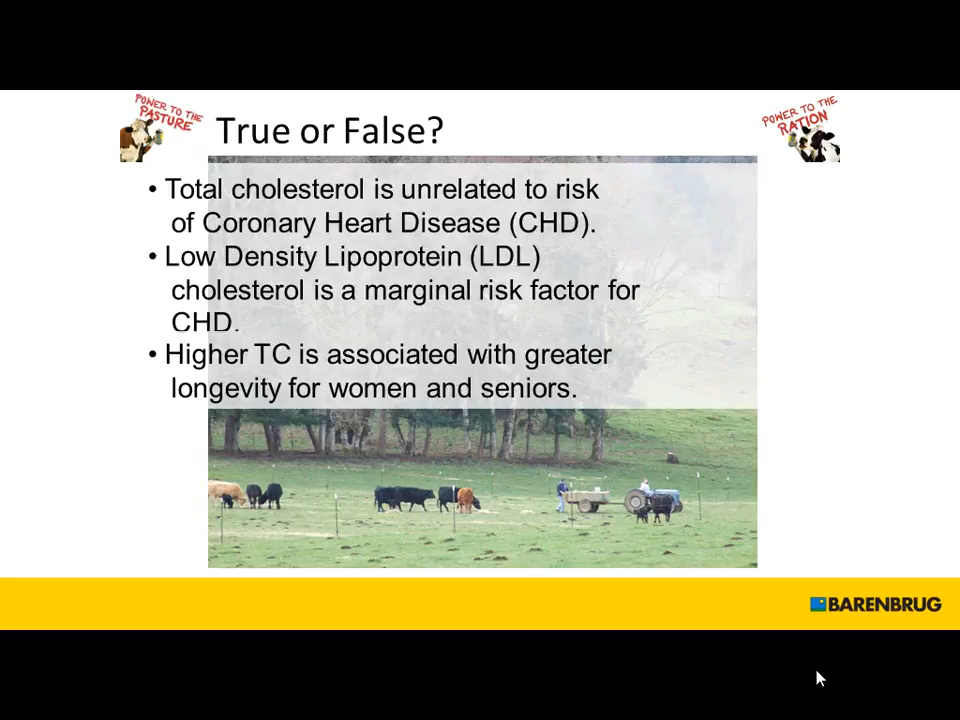 POWER TO THE
PASTURE
True or False?
POWER TO THE
RATION
• Total cholesterol is unrelated to risk
of Coronary Heart Disease (CHD).
• Low Density Lipoprotein (LDL)
cholesterol is a marginal risk factor for
CHD.
• Higher TC is associated with greater
longevity for women and seniors.
BARENBRUG